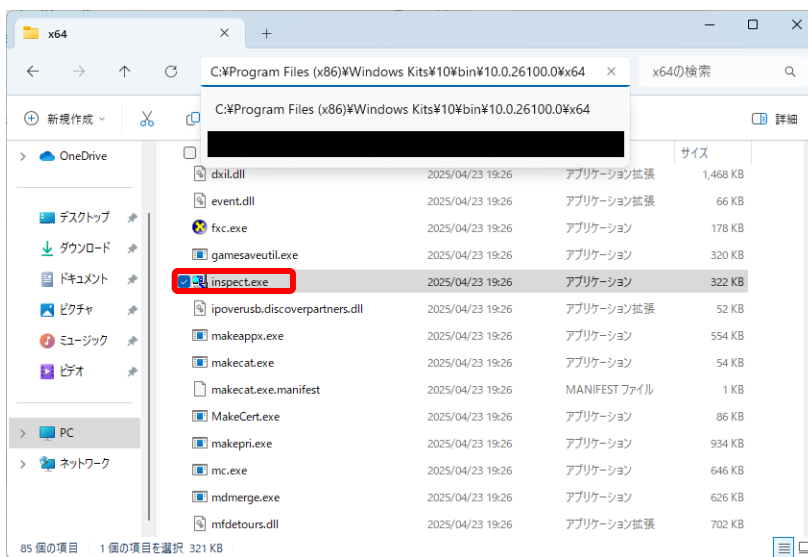 x64
C:¥Program Files (x86)¥Windows Kits¥10¥bin¥10.0.26100.0¥x64
x64の検索
C:¥Program Files (x86)¥Windows Kits¥10¥bin¥10.0.26100.0¥x64
新規作成
詳細
サイズ
OneDrive
デスクトップ
ダウンロード
ドキュメント
ピクチャ
ミュージック
ビデオ
PC
ネットワーク
dxil.dll 2025/04/23 19:26 アプリケーション拡張 1,468 KB
event.dll 2025/04/23 19:26 アプリケーション拡張 66 KB
fxc.exe 2025/04/23 19:26 アプリケーション 178 KB
gamesaveutil.exe 2025/04/23 19:26 アプリケーション 320 KB
inspect.exe 2025/04/23 19:26 アプリケーション 322 KB
ipoverusb.discoverpartners.dll 2025/04/23 19:26 アプリケーション拡張 52 KB
makeappx.exe 2025/04/23 19:26 アプリケーション 554 KB
makecat.exe 2025/04/23 19:26 アプリケーション 54 KB
makecat.exe.manifest 2025/04/23 19:26 MANIFEST ファイル 1 KB
MakeCert.exe 2025/04/23 19:26 アプリケーション 86 KB
makepri.exe 2025/04/23 19:26 アプリケーション 934 KB
mc.exe 2025/04/23 19:26 アプリケーション 646 KB
mdmerge.exe 2025/04/23 19:26 アプリケーション 626 KB
mfdetours.dll 2025/04/23 19:26 アプリケーション拡張 702 KB
85 個の項目 1 個の項目を選択 321 KB